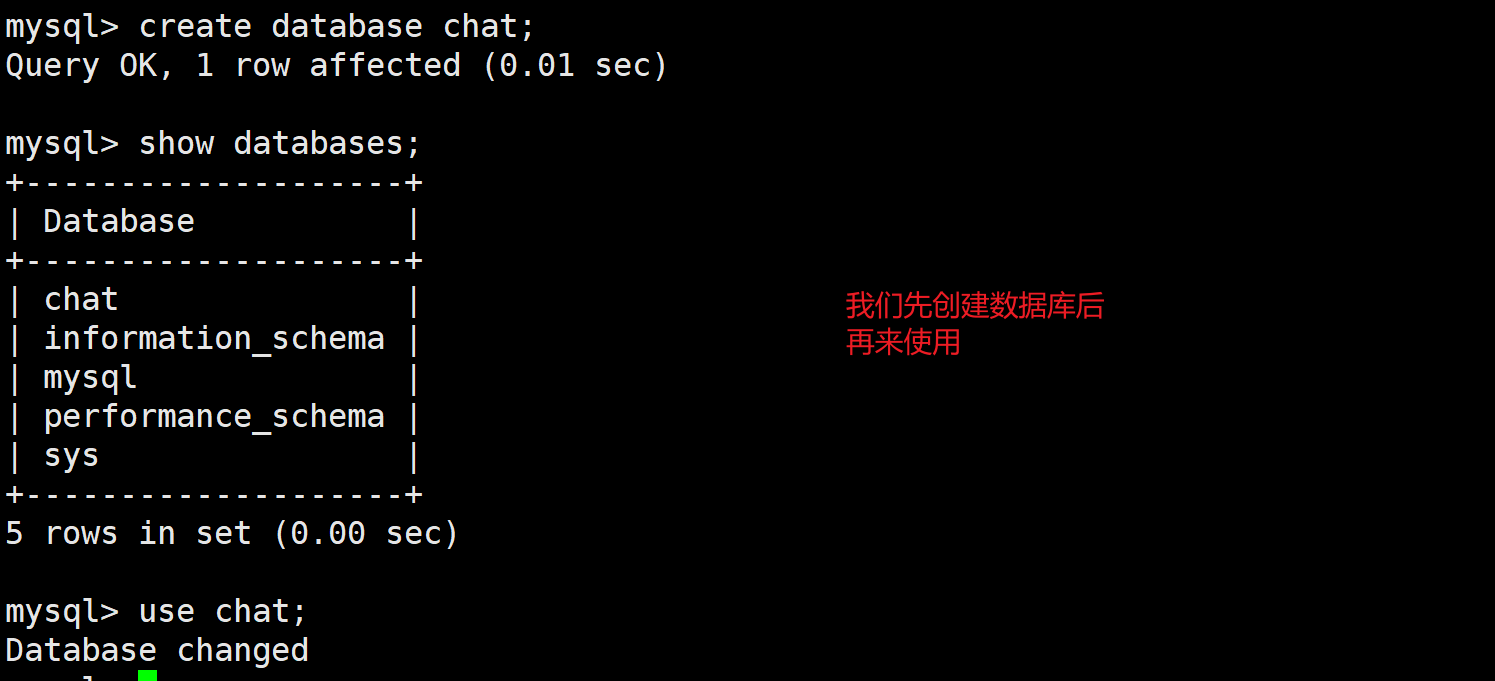 mysql> create database chat;
Query OK, 1 row affected (0.01 sec)
mysql> show databases;
+--------------------+
| Database           |
+--------------------+
| chat               |
| information_schema |
| mysql              |
| performance_schema |
| sys                |
+--------------------+
5 rows in set (0.00 sec)
我们先创建数据库后
再来使用
mysql> use chat;
Database changed